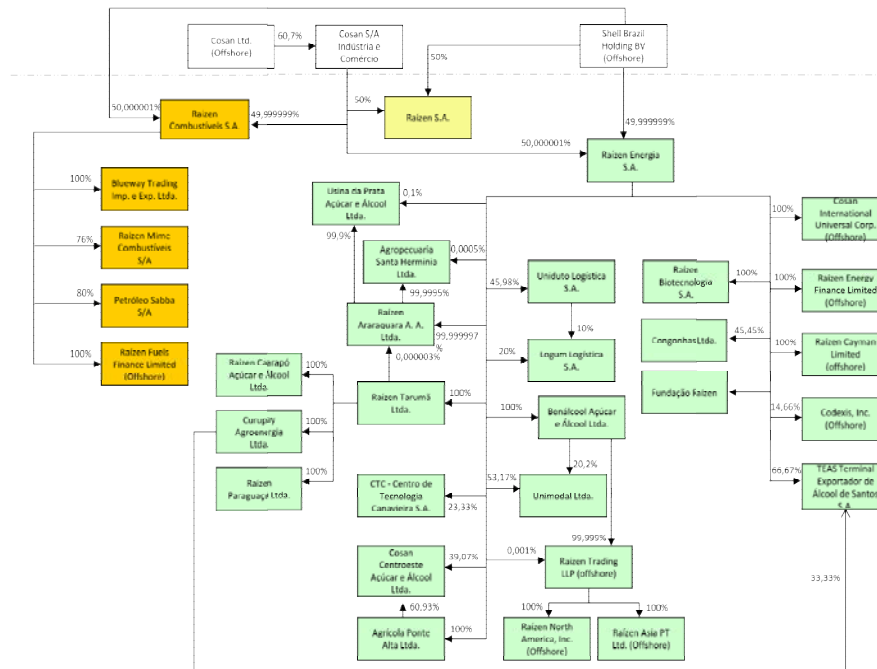 Cosan Ltd.
(Offshore)
60,7%
Cosan S/A
Indústria e
Comércio
Shell Brazil
Holding BV
(Offshore)
50%
50,000001%
Raizen
Combustíveis S.A.
49,999999%
50%
Raizen S.A.
49,999999%
50,000001%
Raizen Energia
S.A.
100%
Blueway Trading
Imp. e Exp. Ltda.
76%
Raizen Mime
Combustíveis
S/A
80%
Petróleo Sabba
S/A
100%
Raizen Fuels
Finance Limited
(Offshore)
Usina da Prata
Açúcar e Álcool
Ltda.
0,1%
99,9%
Agropecuaria
Santa Herminia
Ltda.
0,0005%
99,9995%
Raizen
Araraquara A. A.
Ltda.
99,999997
%
0,000003%
Raizen Caarapó
Açúcar e Álcool
Ltda.
100%
Raizen Tarumã
Ltda.
100%
Curupay
Agroenergia
Ltda.
100%
Raizen
Paraguaçú Ltda.
100%
45,98%
Uniduto Logística
S.A.
10%
20%
Logum Logística
S.A.
100%
Benálcool Açúcar
e Álcool Ltda.
20,2%
53,17%
Unimodal Ltda.
CTC - Centro de
Tecnologia
Canavieira S.A.
23,33%
99,999%
0,001%
Raizen Trading
LLP (offshore)
Cosan
Centroeste
Açúcar e Álcool
Ltda.
39,07%
60,93%
Agrícola Ponte
Alta Ltda.
100%
100%
Raízen North
America, Inc.
(Offshore)
100%
Raízen Asia PT
Ltd. (Offshore)
Raizen
Biotecnologia
S.A.
100%
Congonhas Ltda.
45,45%
Fundação Raizen
100%
Cosan
International
Universal Corp.
(Offshore)
100%
Raizen Energy
Finance Limited
(Offshore)
100%
Raizen Cayman
Limited
(offshore)
14,66%
Codexis, Inc.
(Offshore)
66,67%
TEAS Terminal
Exportador de
Álcool de Santos
S.A.
33,33%